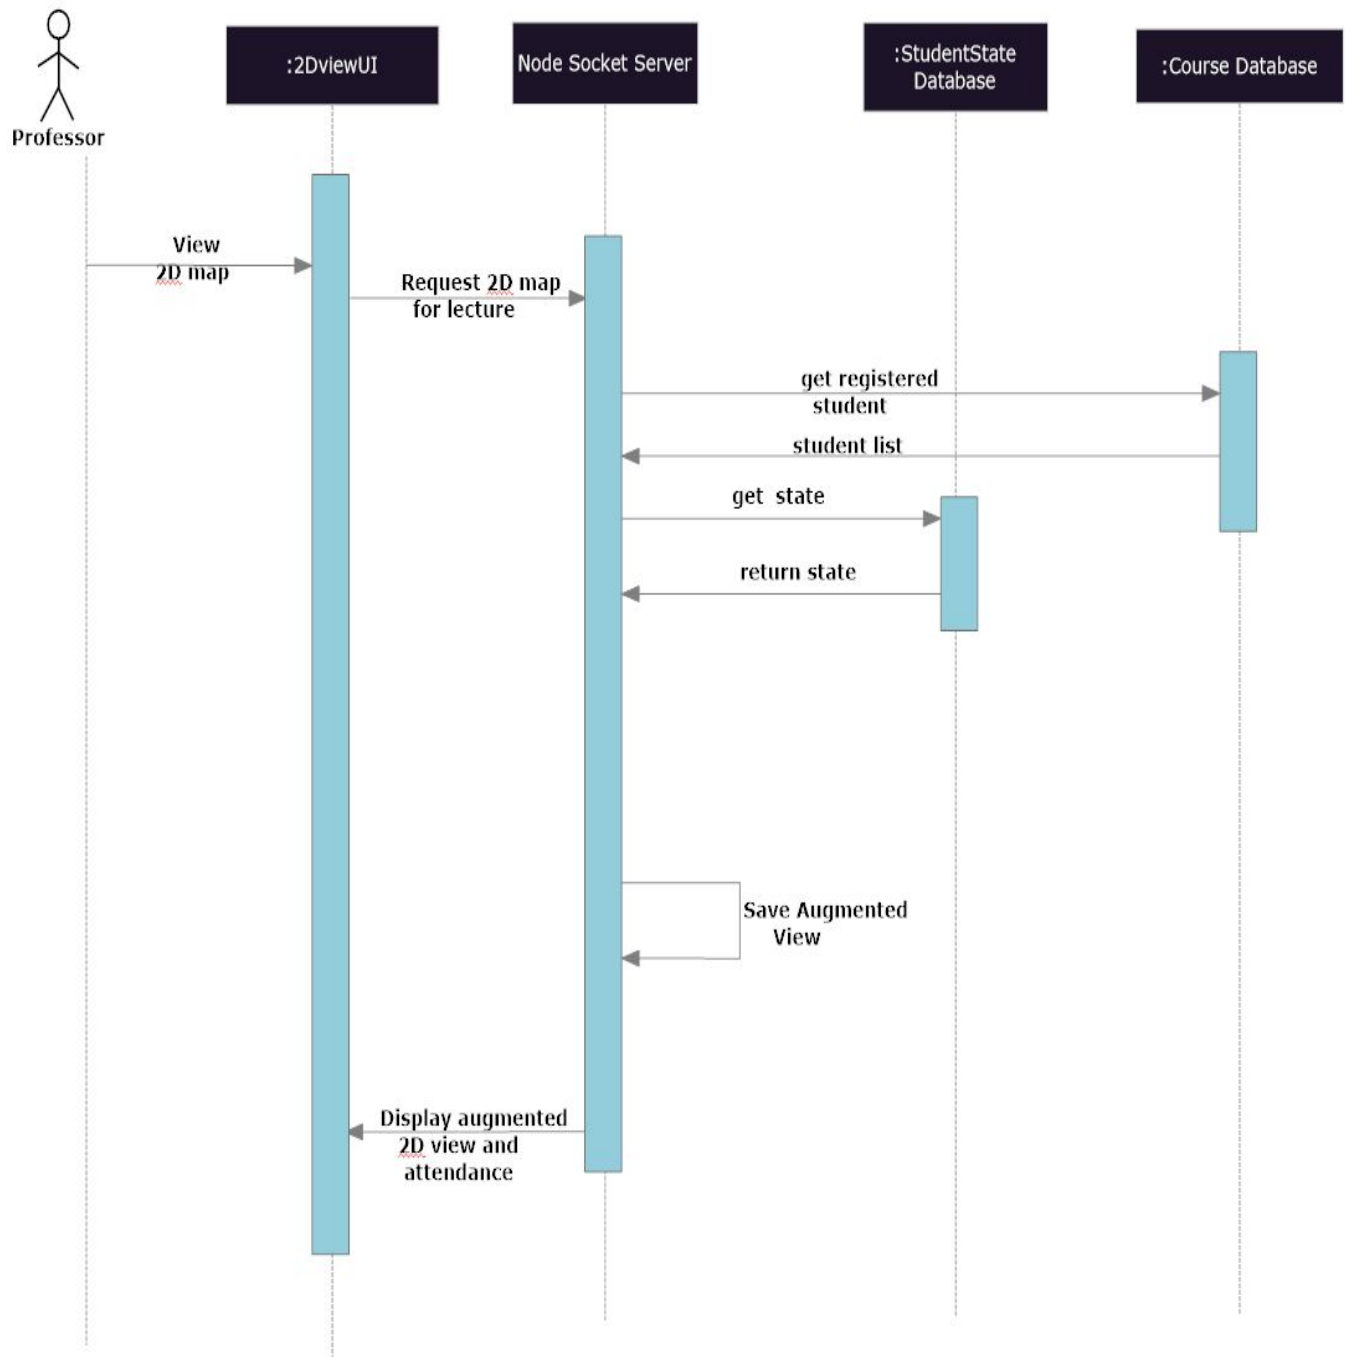 :2DviewUI
Node Socket Server
:StudentState
Database
:Course Database
Professor
View
2D map
Request 2D map
for lecture
get registered
student
student list
get  state
return state
Save Augmented
View
Display augmented
2D view and
attendance